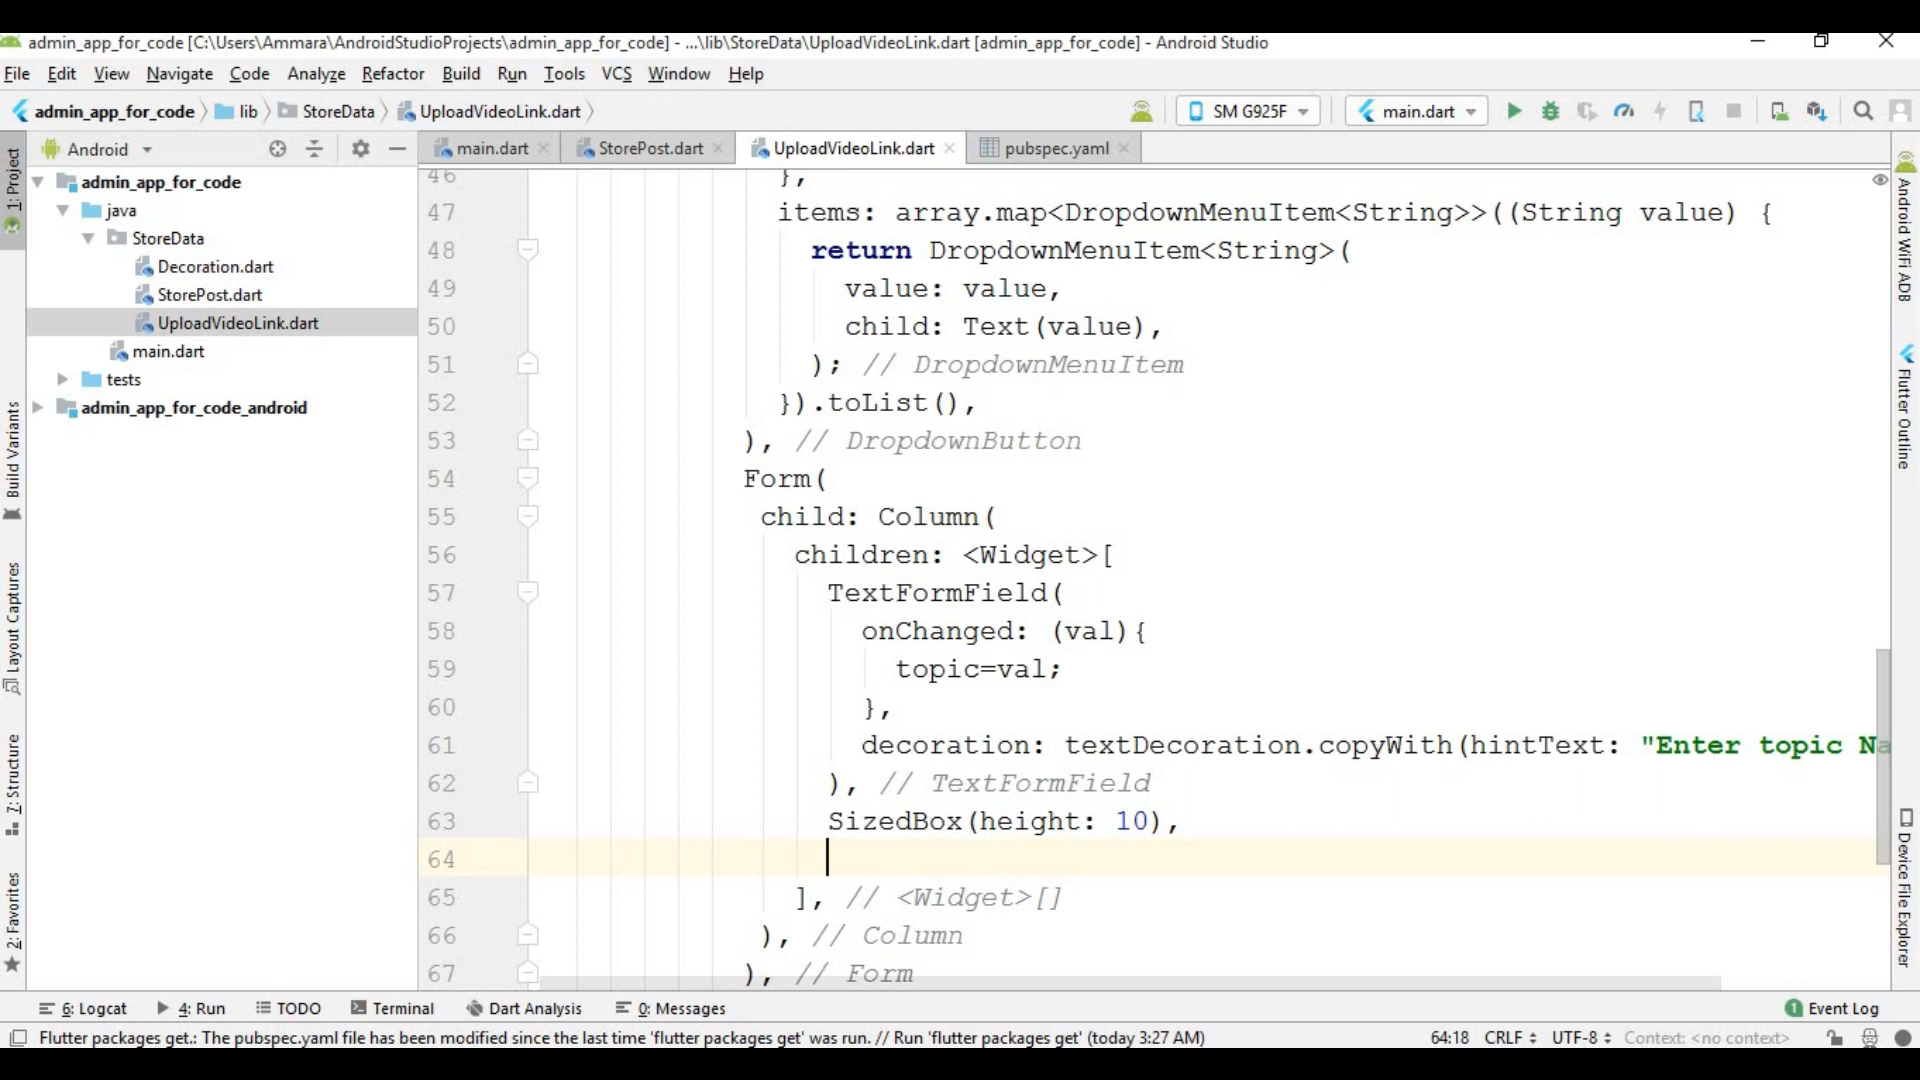 admin_app_for_code [C:\Users\Ammara\AndroidStudioProjects\admin_app_for_code] - ...\lib\StoreData\UploadVideoLink.dart [admin_app_for_code] - Android Studio
File Edit View Navigate Code Analyze Refactor Build Run Tools VCS Window Help
admin_app_for_code lib StoreData UploadVideoLink.dart SM G925F main.dart
Android main.dart StorePost.dart UploadVideoLink.dart pubspec.yaml
1: Project
Build Variants
Layout Captures
7: Structure
2: Favorites
admin_app_for_code
java
StoreData
Decoration.dart
StorePost.dart
UploadVideoLink.dart
main.dart
tests
admin_app_for_code_android
46 },
47 items: array.map<DropdownMenuItem<String>>((String value) {
48 return DropdownMenuItem<String>(
49 value: value,
50 child: Text(value),
51 ); // DropdownMenuItem
52 }).toList(),
53 ), // DropdownButton
54 Form(
55 child: Column(
56 children: <Widget>[
57 TextFormField(
58 onChanged: (val){
59 topic=val;
60 },
61 decoration: textDecoration.copyWith(hintText: "Enter topic Na
62 ), // TextFormField
63 SizedBox(height: 10),
64
65 ], // <Widget>[]
66 ), // Column
67 ), // Form
Android WiFi ADB
Flutter Outline
Device File Explorer
6: Logcat 4: Run TODO Terminal Dart Analysis 0: Messages 1 Event Log
Flutter packages get.: The pubspec.yaml file has been modified since the last time 'flutter packages get' was run. // Run 'flutter packages get' (today 3:27 AM) 64:18 CRLF UTF-8 Context: <no context>